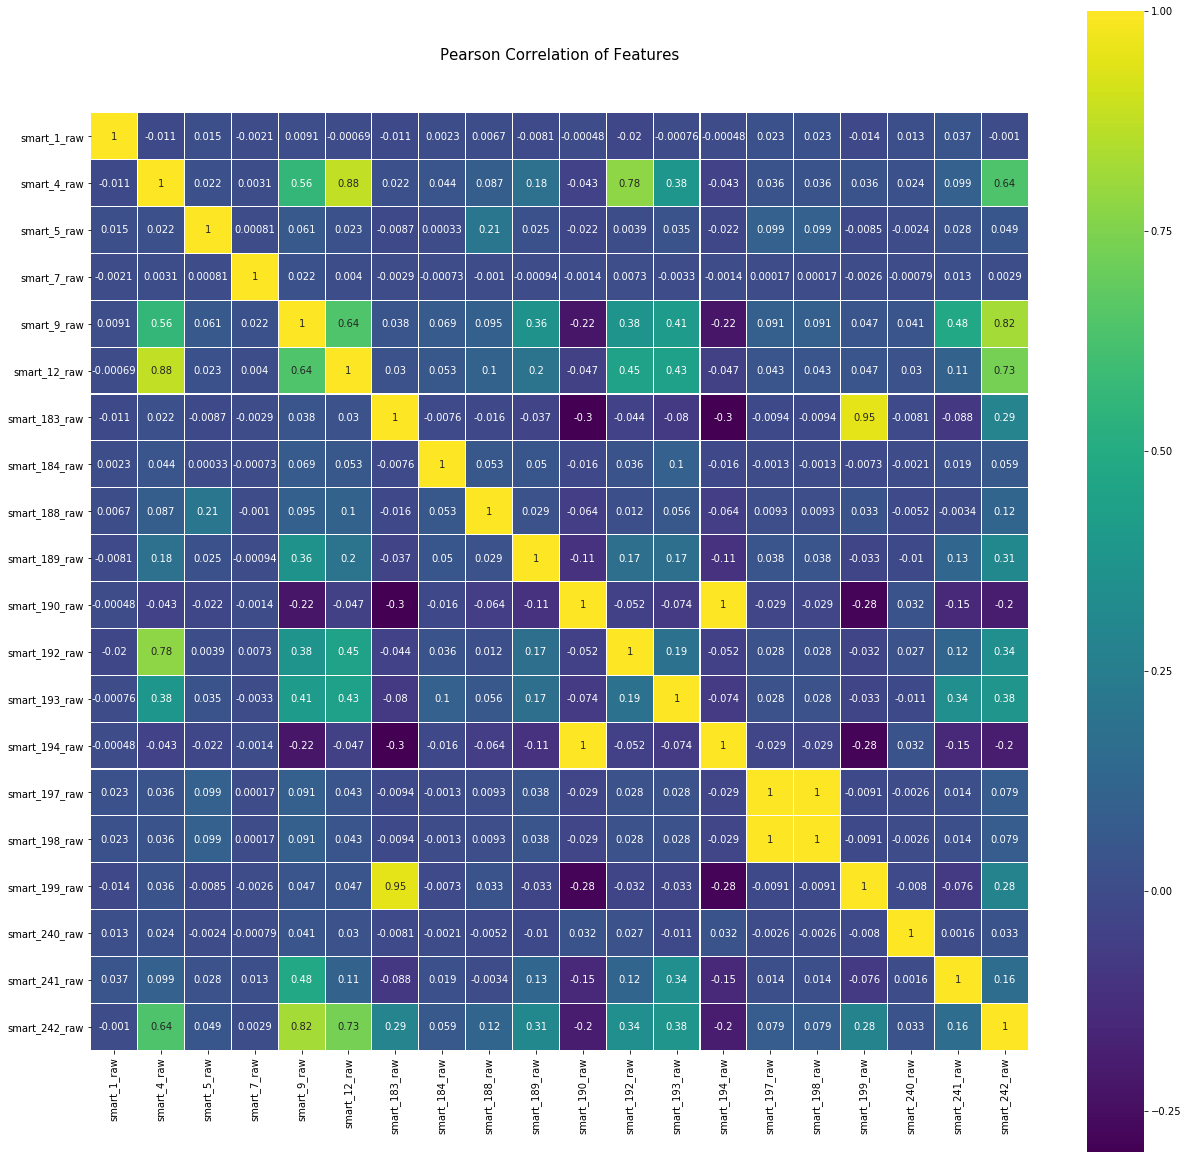 Pearson Correlation of Features
1.00
smart_1_raw 1 -0.011 0.015 -0.0021 0.0091 -0.00069 -0.011 0.0023 0.0067 -0.0081 -0.00048 -0.02 -0.00076 -0.00048 0.023 0.023 -0.014 0.013 0.037 -0.001
smart_4_raw -0.011 1 0.022 0.0031 0.56 0.88 0.022 0.044 0.087 0.18 -0.043 0.78 0.38 -0.043 0.036 0.036 0.036 0.024 0.099 0.64
smart_5_raw 0.015 0.022 1 0.00081 0.061 0.023 -0.0087 0.00033 0.21 0.025 -0.022 0.0039 0.035 -0.022 0.099 0.099 -0.0085 -0.0024 0.028 0.049
0.75
smart_7_raw -0.0021 0.0031 0.00081 1 0.022 0.004 -0.0029 -0.00073 -0.001 -0.00094 -0.0014 0.0073 -0.0033 -0.0014 0.00017 0.00017 -0.0026 -0.00079 0.013 0.0029
smart_9_raw 0.0091 0.56 0.061 0.022 1 0.64 0.038 0.069 0.095 0.36 -0.22 0.38 0.41 -0.22 0.091 0.091 0.047 0.041 0.48 0.82
smart_12_raw -0.00069 0.88 0.023 0.004 0.64 1 0.03 0.053 0.1 0.2 -0.047 0.45 0.43 -0.047 0.043 0.043 0.047 0.03 0.11 0.73
smart_183_raw -0.011 0.022 -0.0087 -0.0029 0.038 0.03 1 -0.0076 -0.016 -0.037 -0.3 -0.044 -0.08 -0.3 -0.0094 -0.0094 0.95 -0.0081 -0.088 0.29
0.50
smart_184_raw 0.0023 0.044 0.00033 -0.00073 0.069 0.053 -0.0076 1 0.053 0.05 -0.016 0.036 0.1 -0.016 -0.0013 -0.0013 -0.0073 -0.0021 0.019 0.059
smart_188_raw 0.0067 0.087 0.21 -0.001 0.095 0.1 -0.016 0.053 1 0.029 -0.064 0.012 0.056 -0.064 0.0093 0.0093 0.033 -0.0052 -0.0034 0.12
smart_189_raw -0.0081 0.18 0.025 -0.00094 0.36 0.2 -0.037 0.05 0.029 1 -0.11 0.17 0.17 -0.11 0.038 0.038 -0.033 -0.01 0.13 0.31
smart_190_raw -0.00048 -0.043 -0.022 -0.0014 -0.22 -0.047 -0.3 -0.016 -0.064 -0.11 1 -0.052 -0.074 1 -0.029 -0.029 -0.28 0.032 -0.15 -0.2
smart_192_raw -0.02 0.78 0.0039 0.0073 0.38 0.45 -0.044 0.036 0.012 0.17 -0.052 1 0.19 -0.052 0.028 0.028 -0.032 0.027 0.12 0.34
0.25
smart_193_raw -0.00076 0.38 0.035 -0.0033 0.41 0.43 -0.08 0.1 0.056 0.17 -0.074 0.19 1 -0.074 0.028 0.028 -0.033 -0.011 0.34 0.38
smart_194_raw -0.00048 -0.043 -0.022 -0.0014 -0.22 -0.047 -0.3 -0.016 -0.064 -0.11 1 -0.052 -0.074 1 -0.029 -0.029 -0.28 0.032 -0.15 -0.2
smart_197_raw 0.023 0.036 0.099 0.00017 0.091 0.043 -0.0094 -0.0013 0.0093 0.038 -0.029 0.028 0.028 -0.029 1 1 -0.0091 -0.0026 0.014 0.079
smart_198_raw 0.023 0.036 0.099 0.00017 0.091 0.043 -0.0094 -0.0013 0.0093 0.038 -0.029 0.028 0.028 -0.029 1 1 -0.0091 -0.0026 0.014 0.079
smart_199_raw -0.014 0.036 -0.0085 -0.0026 0.047 0.047 0.95 -0.0073 0.033 -0.033 -0.28 -0.032 -0.033 -0.28 -0.0091 -0.0091 1 -0.008 -0.076 0.28
0.00
smart_240_raw 0.013 0.024 -0.0024 -0.00079 0.041 0.03 -0.0081 -0.0021 -0.0052 -0.01 0.032 0.027 -0.011 0.032 -0.0026 -0.0026 -0.008 1 0.0016 0.033
smart_241_raw 0.037 0.099 0.028 0.013 0.48 0.11 -0.088 0.019 -0.0034 0.13 -0.15 0.12 0.34 -0.15 0.014 0.014 -0.076 0.0016 1 0.16
smart_242_raw -0.001 0.64 0.049 0.0029 0.82 0.73 0.29 0.059 0.12 0.31 -0.2 0.34 0.38 -0.2 0.079 0.079 0.28 0.033 0.16 1
-0.25
smart_1_raw
smart_4_raw
smart_5_raw
smart_7_raw
smart_9_raw
smart_12_raw
smart_183_raw
smart_184_raw
smart_188_raw
smart_189_raw
smart_190_raw
smart_192_raw
smart_193_raw
smart_194_raw
smart_197_raw
smart_198_raw
smart_199_raw
smart_240_raw
smart_241_raw
smart_242_raw